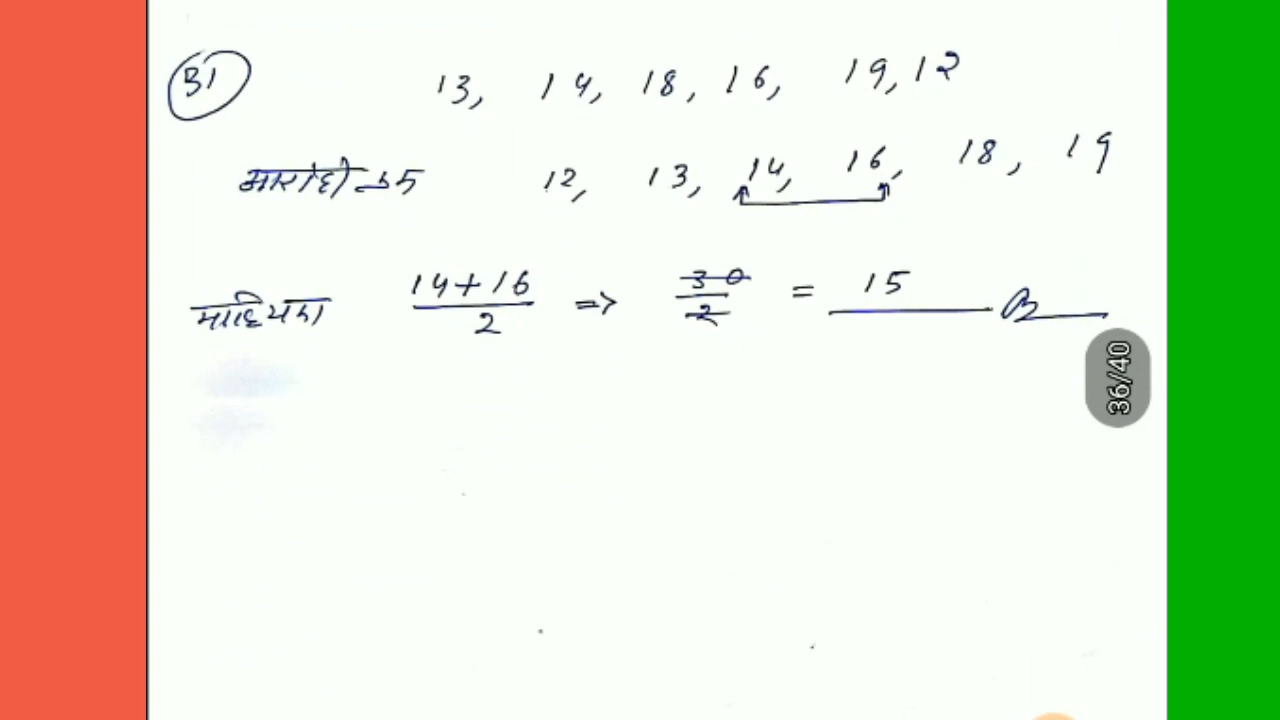 31 13, 14, 18, 16, 19, 12
आरोही क्रम 12, 13, 14, 16, 18, 19
माध्यिका 14+16/2 => 30/2 = 15
36/40